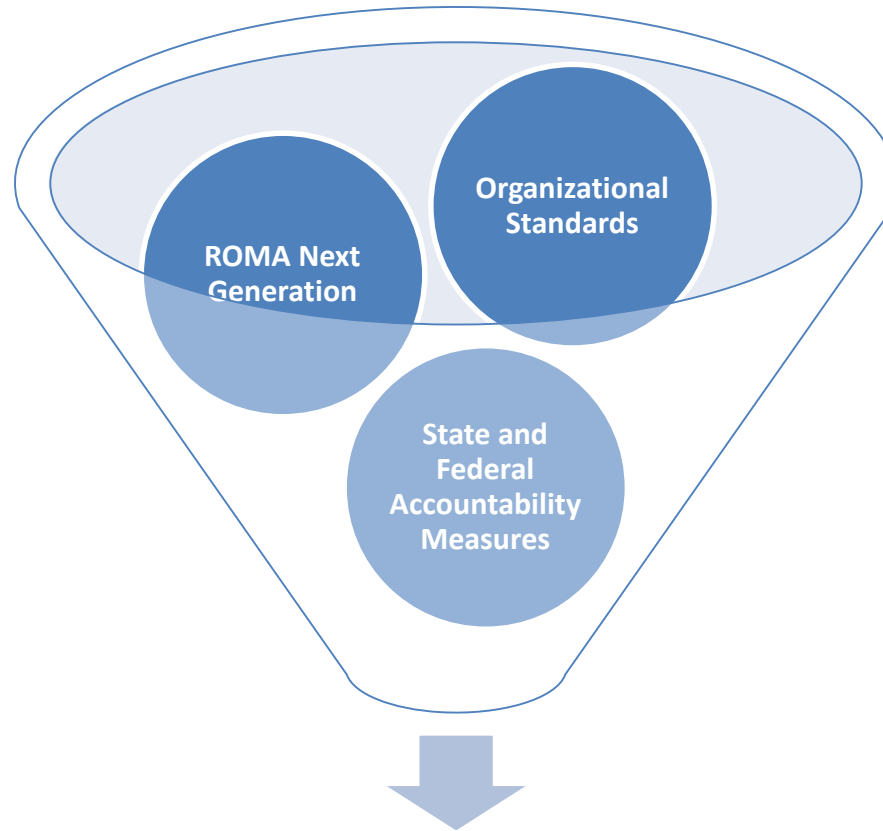 Organizational
Standards
ROMA Next
Generation
State and
Federal
Accountability
Measures